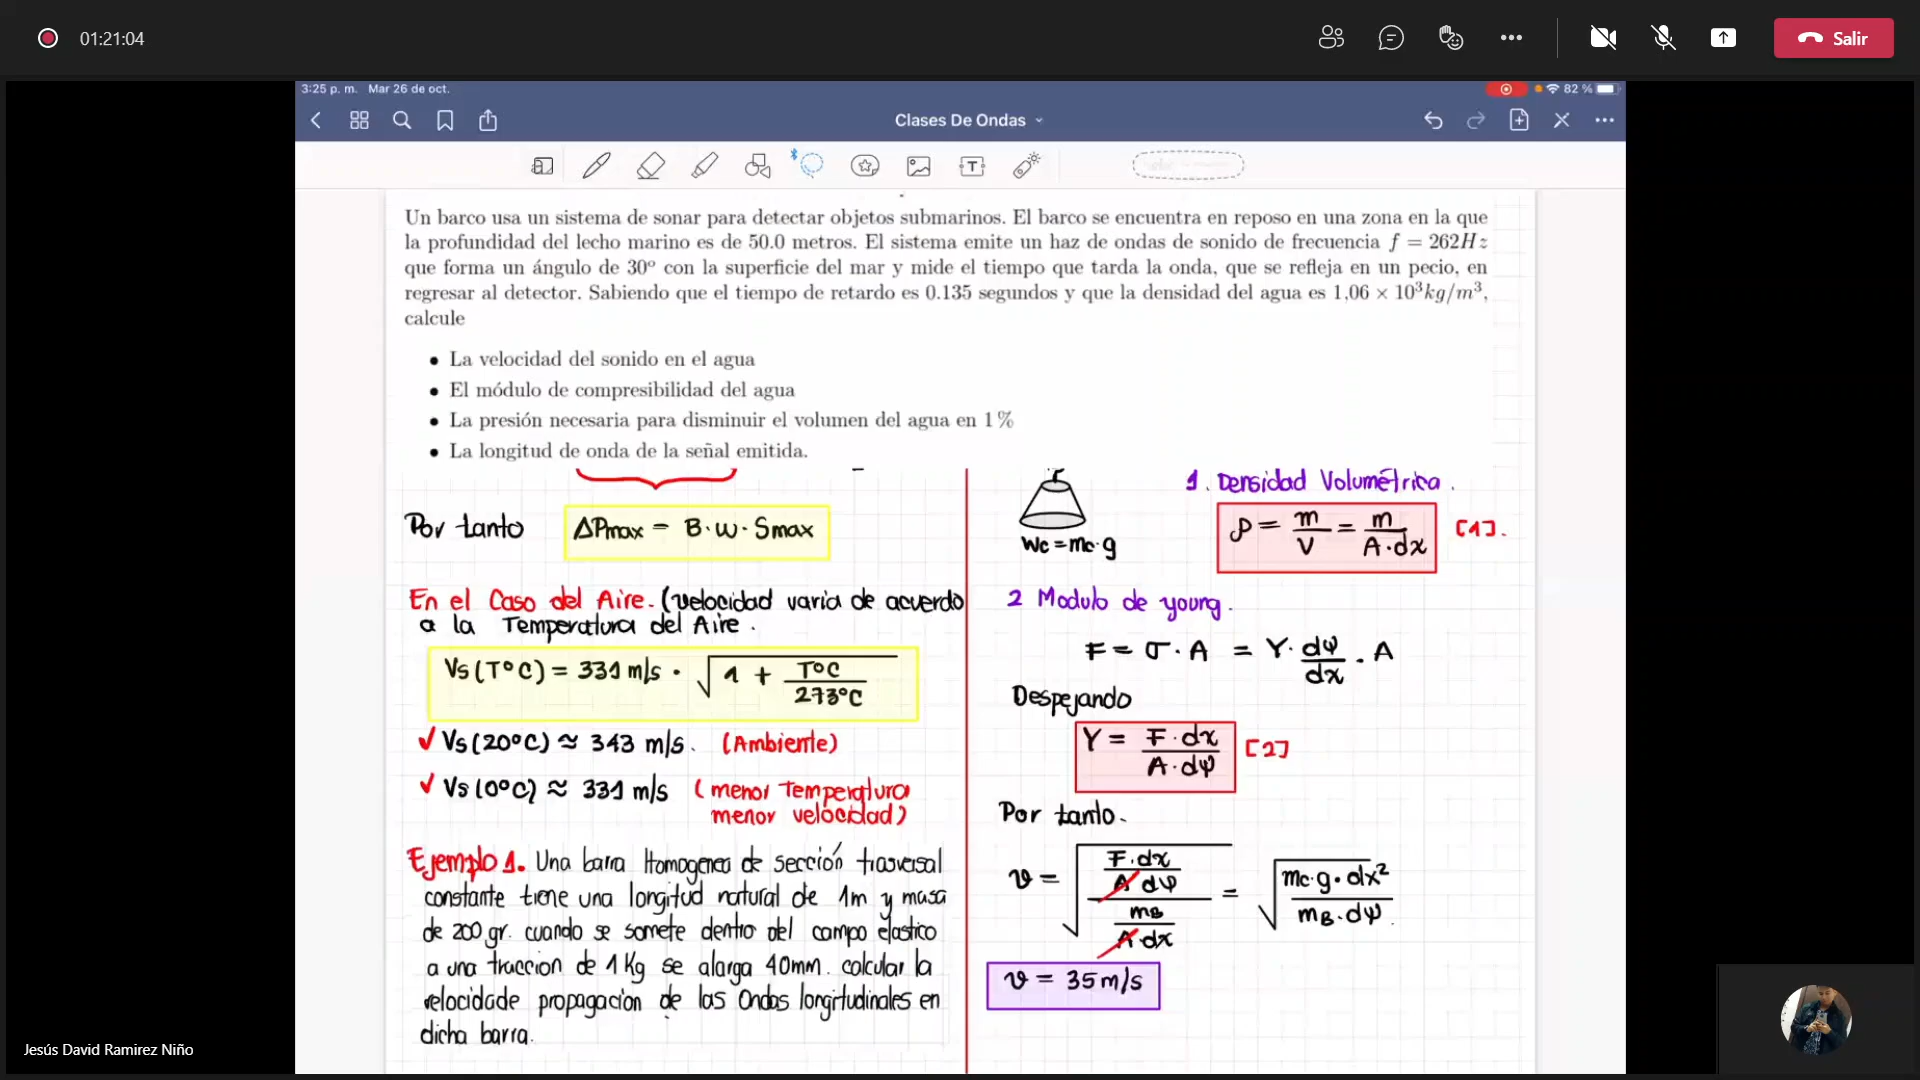 01:21:04
Salir
3:25 p. m. Mar 26 de oct.
82 %
Clases De Ondas
Un barco usa un sistema de sonar para detectar objetos submarinos. El barco se encuentra en reposo en una zona en la que
la profundidad del lecho marino es de 50.0 metros. El sistema emite un haz de ondas de sonido de frecuencia f = 262Hz
que forma un ángulo de 30º con la superficie del mar y mide el tiempo que tarda la onda, que se refleja en un pecio, en
regresar al detector. Sabiendo que el tiempo de retardo es 0.135 segundos y que la densidad del agua es 1,06 × 10³kg/m³,
calcule
• La velocidad del sonido en el agua
• El módulo de compresibilidad del agua
• La presión necesaria para disminuir el volumen del agua en 1 %
• La longitud de onda de la señal emitida.
Por tanto ΔPmax = B·w·Smax
En el Caso del Aire. (velocidad varia de acuerdo
a la Temperatura del Aire.
Vs(T°C) = 331 m/s · √(1 + T°C/273°C)
✓ Vs(20°C) ≈ 343 m/s. (Ambiente)
✓ Vs(0°C) ≈ 331 m/s (menor Temperatura
menor velocidad)
Ejemplo 1. Una barra Homogenea de sección trasversal
constante tiene una longitud natural de 1m y masa
de 200 gr. cuando se somete dentro del campo elastico
a una traccion de 1 Kg se alarga 40mm. calcular la
velocidad de propagación de las Ondas longitudinales en
dicha barra.
Wc = mc·g
1. Densidad Volumétrica.
ρ = m/V = m/A·dx [1].
2 Modulo de young.
F = σ·A = Y·dψ/dx · A
Despejando
Y = F·dx/A·dψ [2]
Por tanto.
v = √((F·dx/A dψ)/(mB/A·dx)) = √(mc·g·dx²/mB·dψ).
v = 35 m/s
Jesús David Ramirez Niño